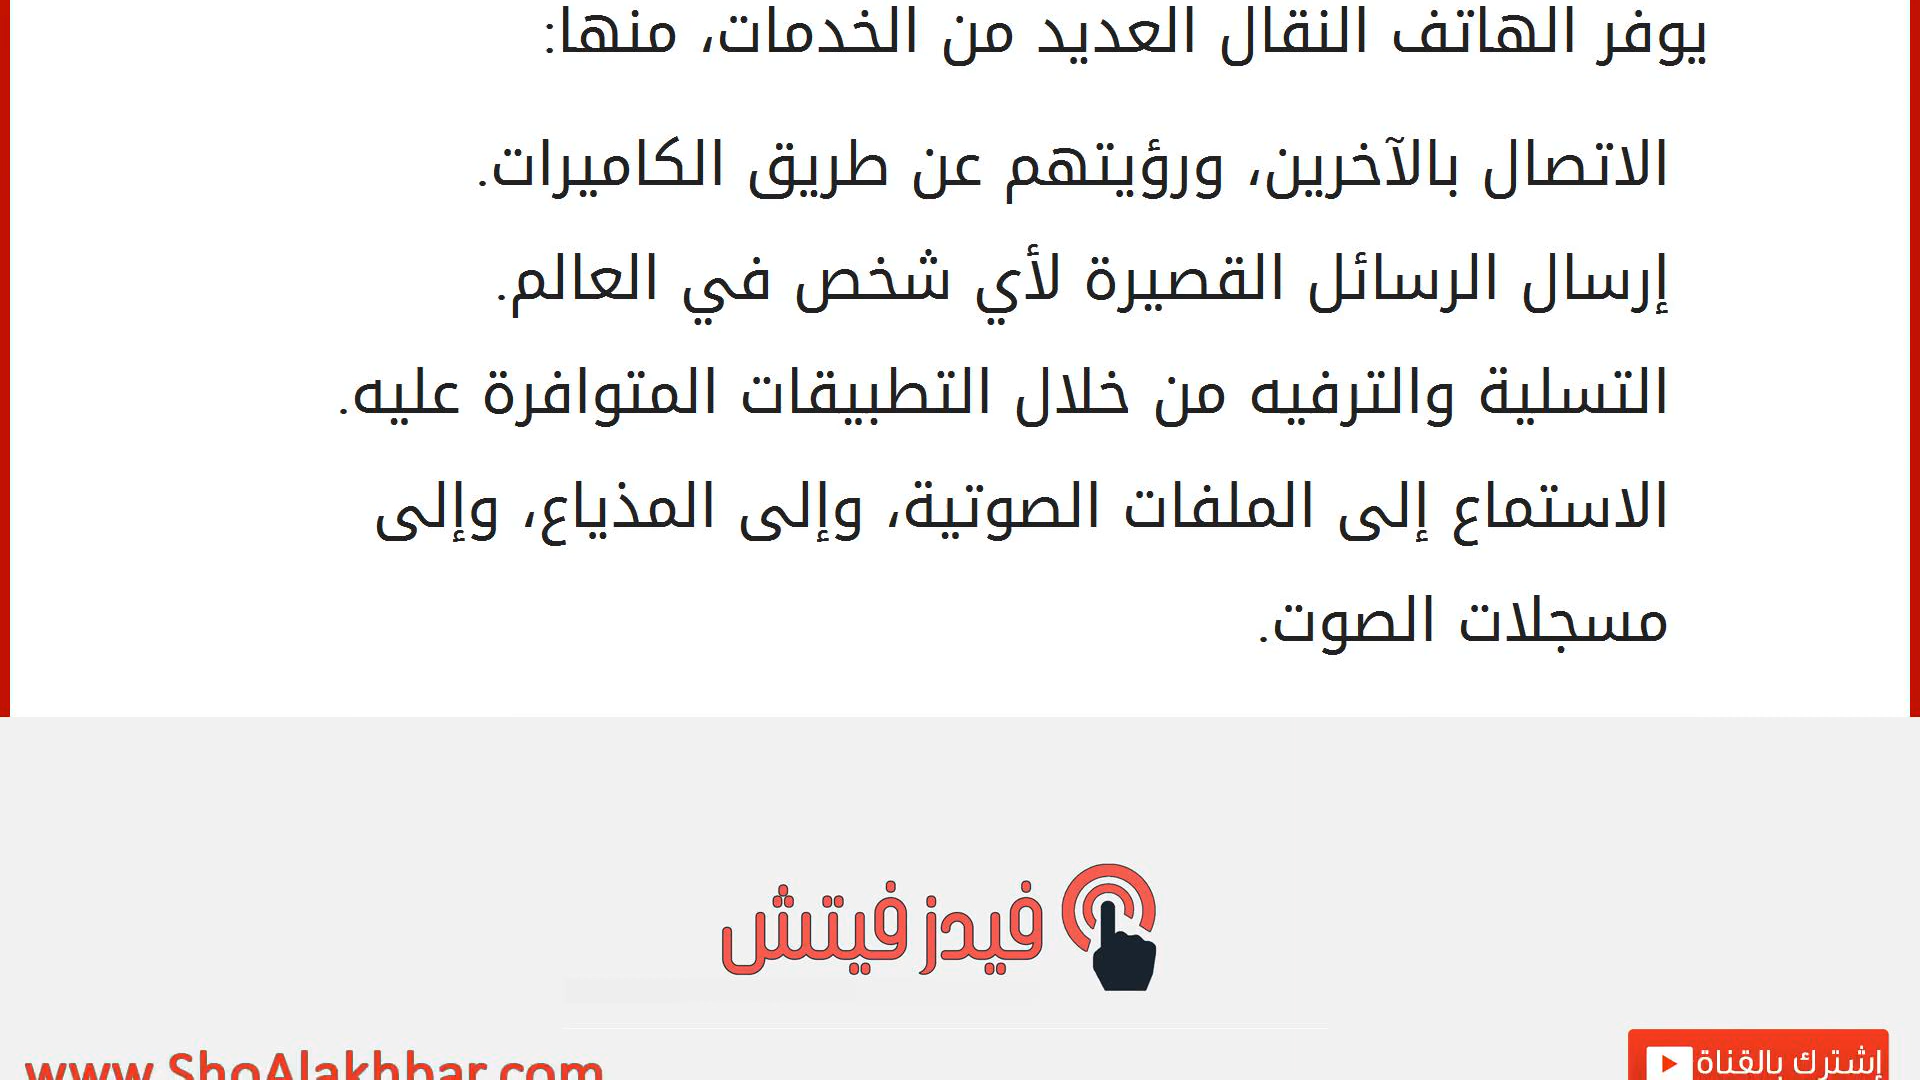 يوفر الهاتف النقال العديد من الخدمات، منها:
الاتصال بالآخرين، ورؤيتهم عن طريق الكاميرات.
إرسال الرسائل القصيرة لأي شخص في العالم.
التسلية والترفيه من خلال التطبيقات المتوافرة عليه.
الاستماع إلى الملفات الصوتية، وإلى المذياع، وإلى
مسجلات الصوت.
فيدز فيتش
www.ShoAlakhbar.com
إشترك بالقناة